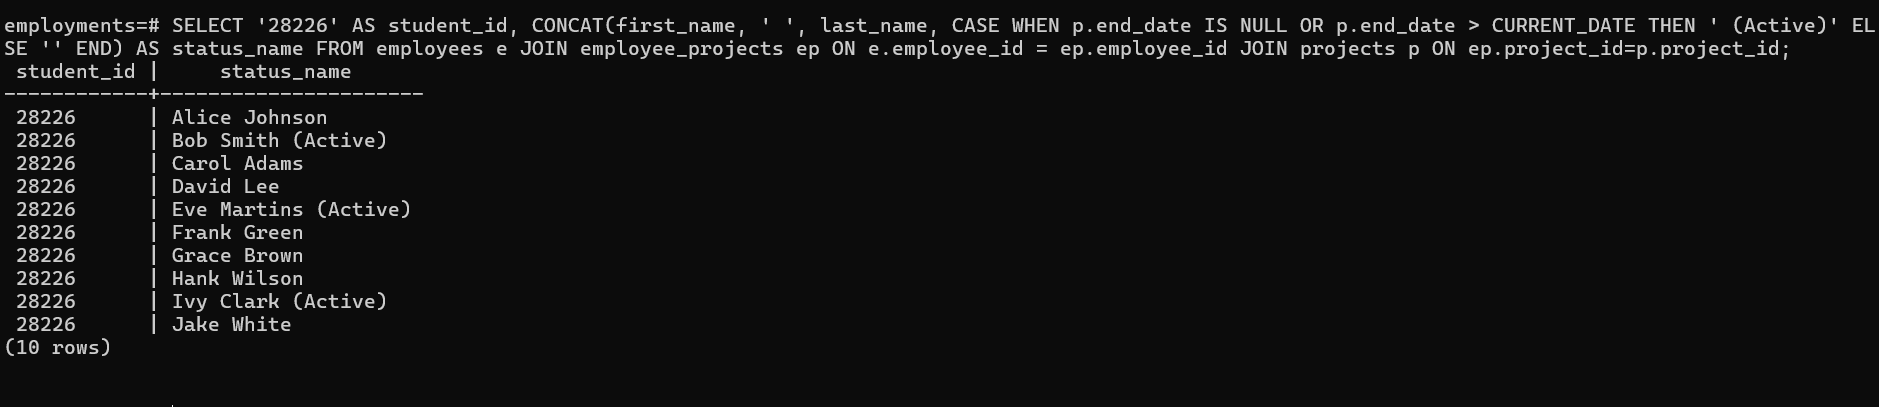 employments=# SELECT '28226' AS student_id, CONCAT(first_name, ' ', last_name, CASE WHEN p.end_date IS NULL OR p.end_date > CURRENT_DATE THEN ' (Active)' EL
SE '' END) AS status_name FROM employees e JOIN employee_projects ep ON e.employee_id = ep.employee_id JOIN projects p ON ep.project_id=p.project_id;
 student_id |     status_name
------------+----------------------
 28226      | Alice Johnson
 28226      | Bob Smith (Active)
 28226      | Carol Adams
 28226      | David Lee
 28226      | Eve Martins (Active)
 28226      | Frank Green
 28226      | Grace Brown
 28226      | Hank Wilson
 28226      | Ivy Clark (Active)
 28226      | Jake White
(10 rows)